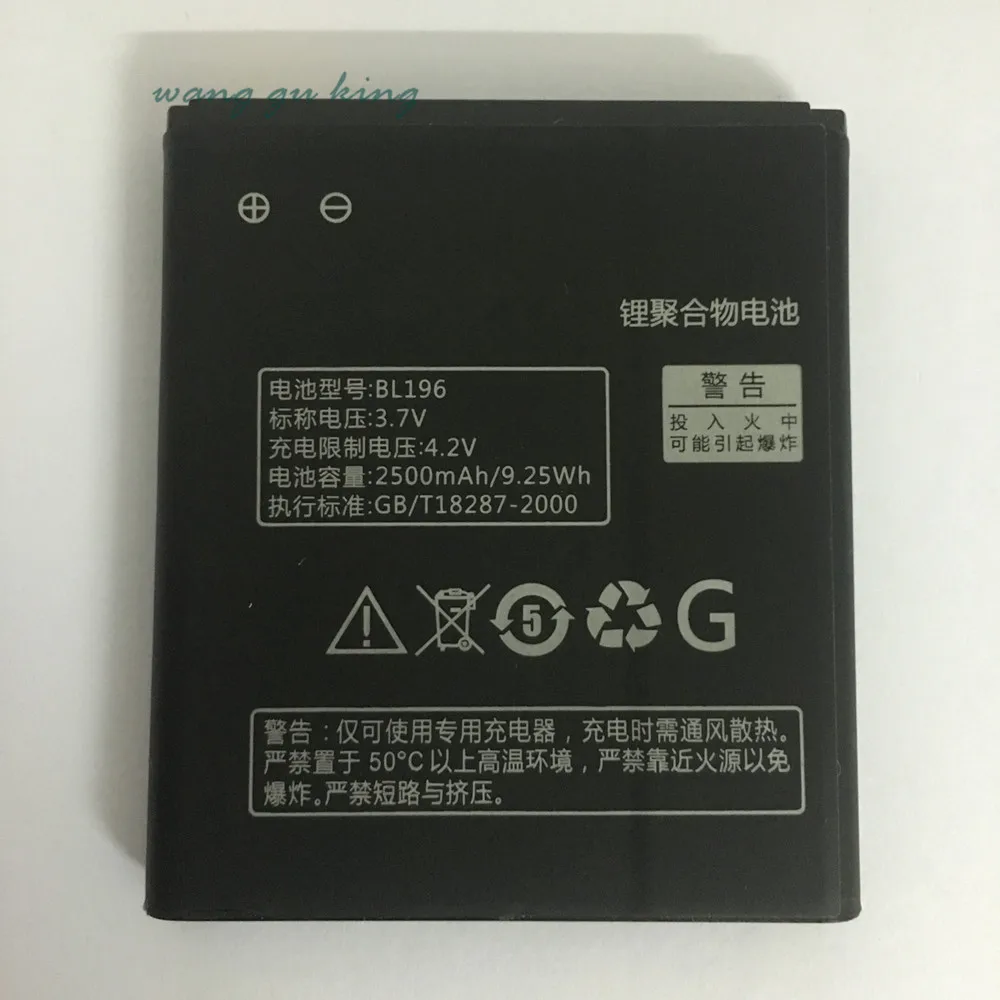 wang gu king
⊕ ⊖
锂聚合物电池
电池型号:BL196
标称电压:3.7V
充电限制电压:4.2V
电池容量:2500mAh/9.25Wh
执行标准:GB/T18287-2000
警告
投入火中
可能引起爆炸
5
G
警告:仅可使用专用充电器，充电时需通风散热。
严禁置于50°C以上高温环境，严禁靠近火源以免
爆炸。严禁短路与挤压。